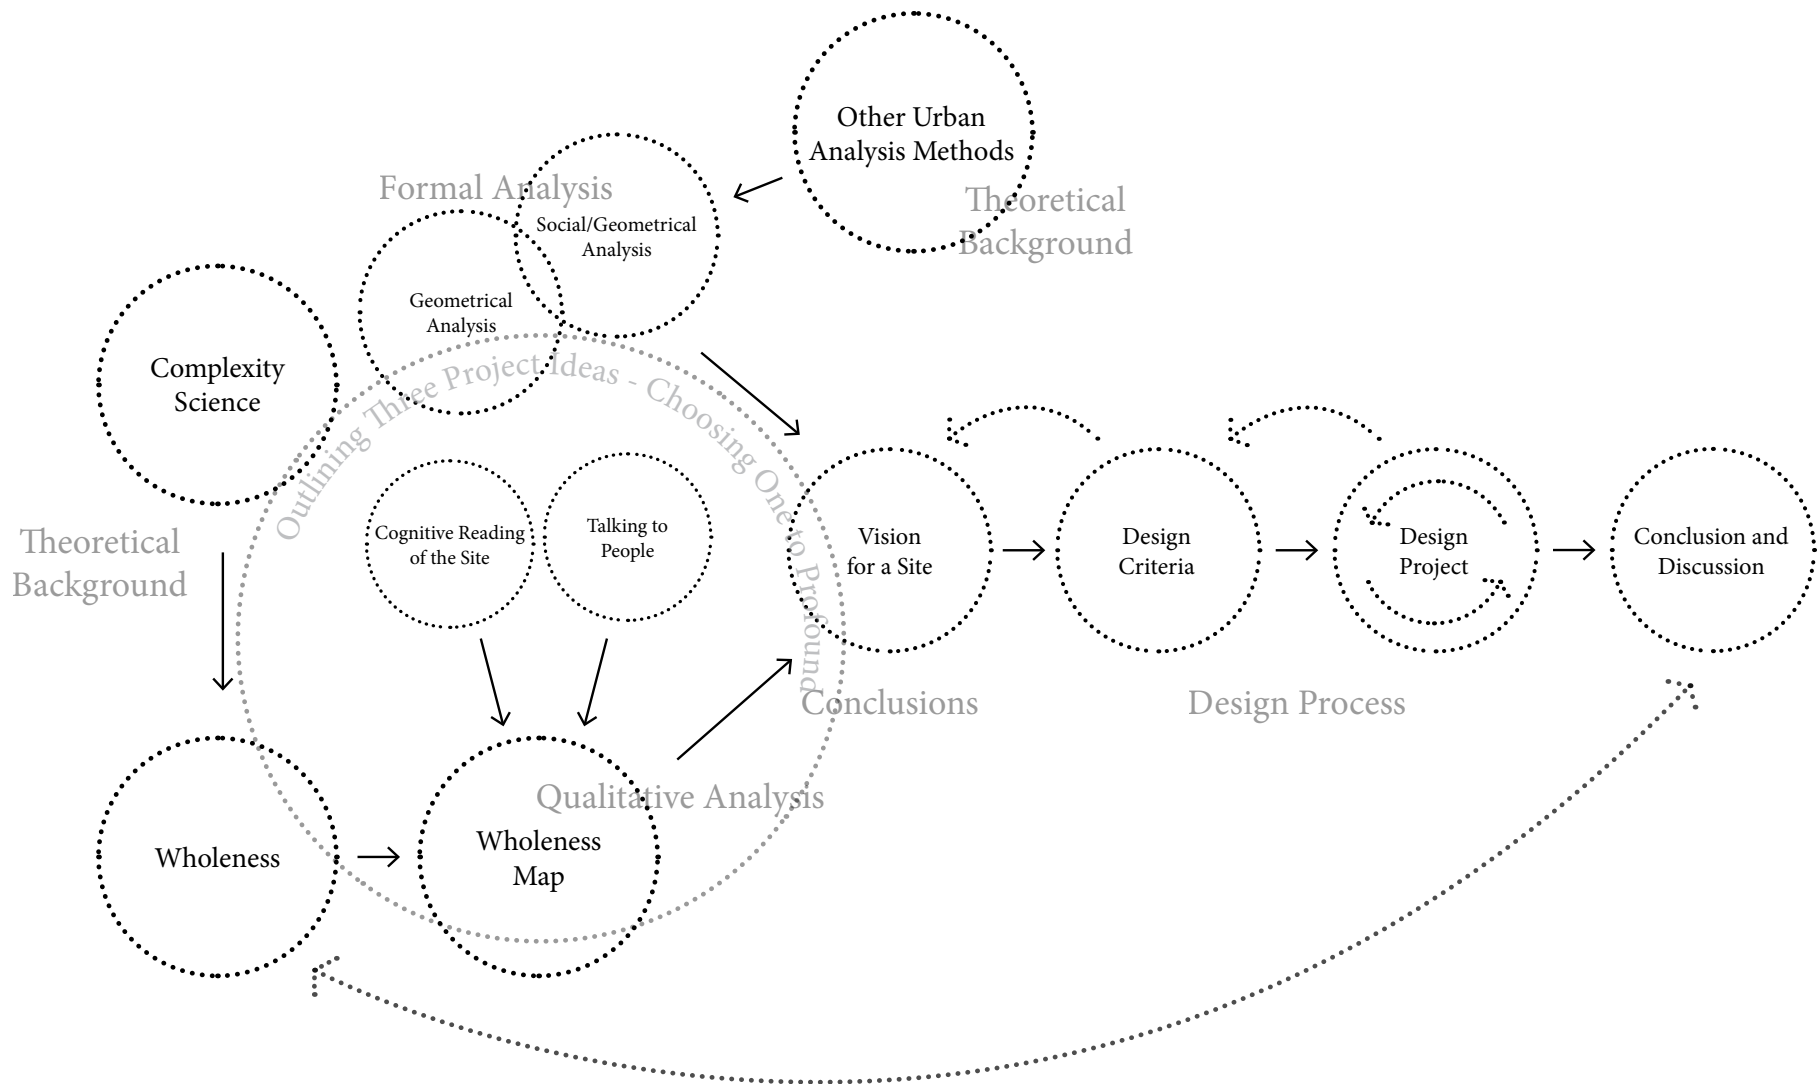 Other Urban
Analysis Methods
Theoretical
Background
Formal Analysis
Social/Geometrical
Analysis
Geometrical
Analysis
Complexity
Science
Outlining Three Project Ideas - Choosing One to Profound
Theoretical
Background
Cognitive Reading
of the Site
Talking to
People
Vision
for a Site
Design
Criteria
Design
Project
Conclusion and
Discussion
Conclusions
Design Process
Qualitative Analysis
Wholeness
Wholeness
Map